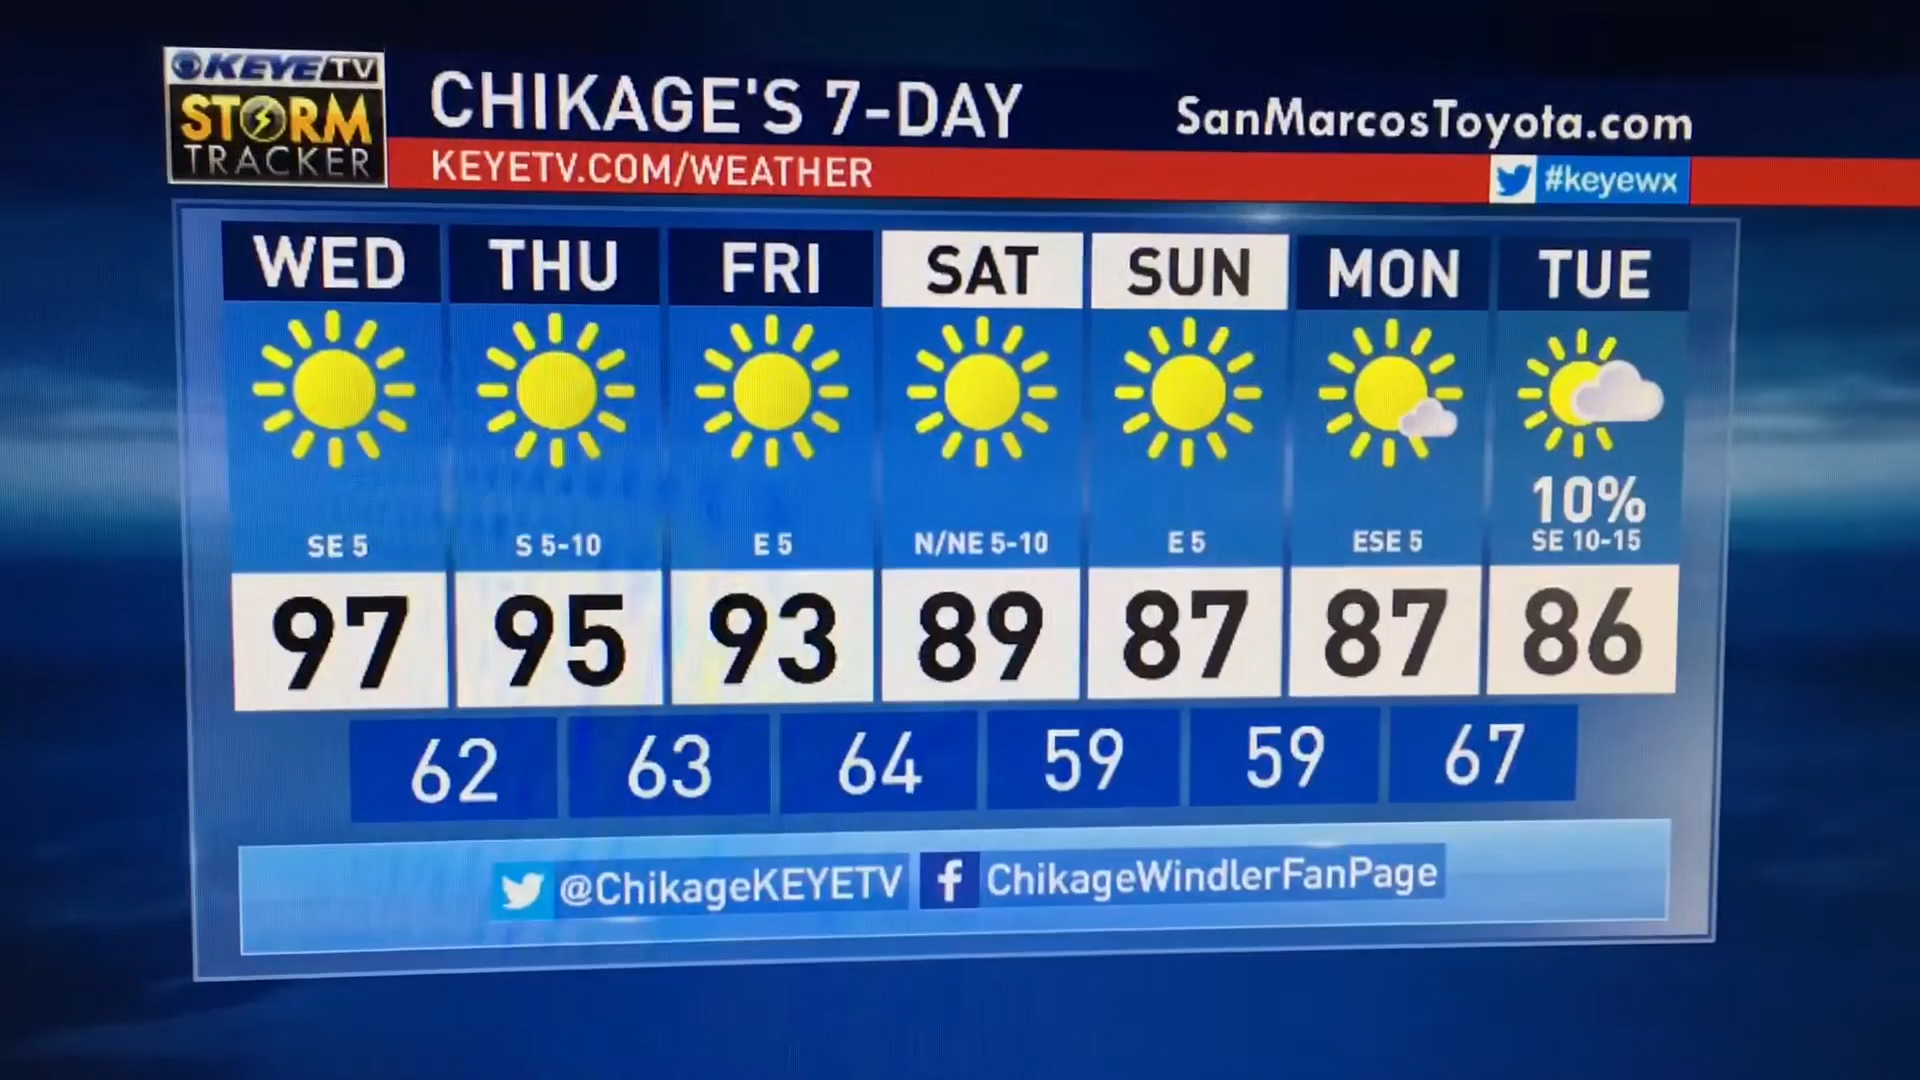 KEYE TV
STORM
TRACKER
CHIKAGE'S 7-DAY
SanMarcosToyota.com
KEYETV.COM/WEATHER
#keyewx
WED THU FRI SAT SUN MON TUE
10%
SE 5 S 5-10 E 5 N/NE 5-10 E 5 ESE 5 SE 10-15
97 95 93 89 87 87 86
62 63 64 59 59 67
@ChikageKEYETV ChikageWindlerFanPage